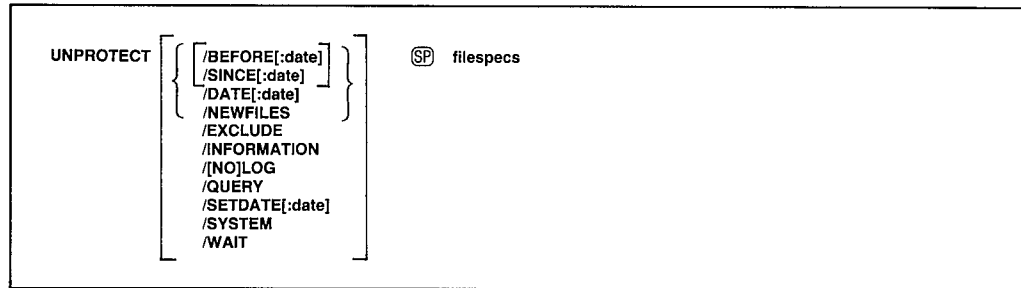 UNPROTECT /BEFORE[:date] SP filespecs
/SINCE[:date]
/DATE[:date]
/NEWFILES
/EXCLUDE
/INFORMATION
/[NO]LOG
/QUERY
/SETDATE[:date]
/SYSTEM
/WAIT